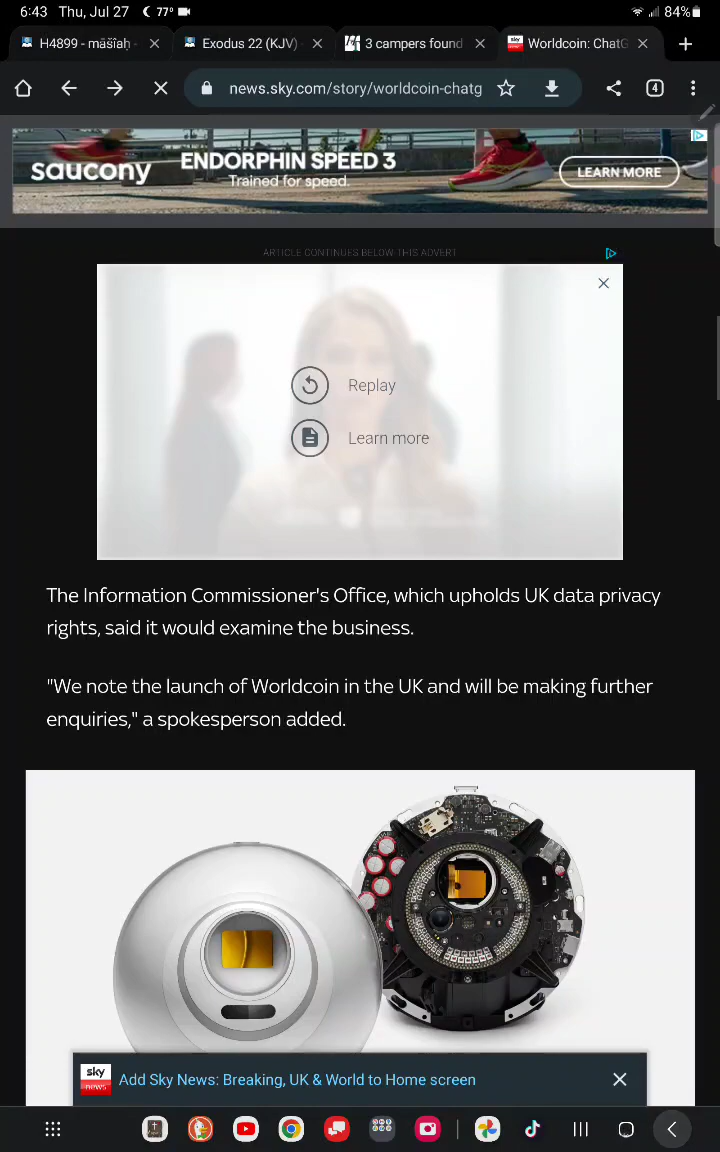 6:43 Thu, Jul 27 77° 84%
H4899 - māšîaḥ -
Exodus 22 (KJV)
3 campers found
Worldcoin: ChatG
news.sky.com/story/worldcoin-chatg
4
saucony
ENDORPHIN SPEED 3
Trained for speed.
LEARN MORE
ARTICLE CONTINUES BELOW THIS ADVERT
Replay
Learn more
The Information Commissioner's Office, which upholds UK data privacy
rights, said it would examine the business.
"We note the launch of Worldcoin in the UK and will be making further
enquiries," a spokesperson added.
sky
news
Add Sky News: Breaking, UK & World to Home screen